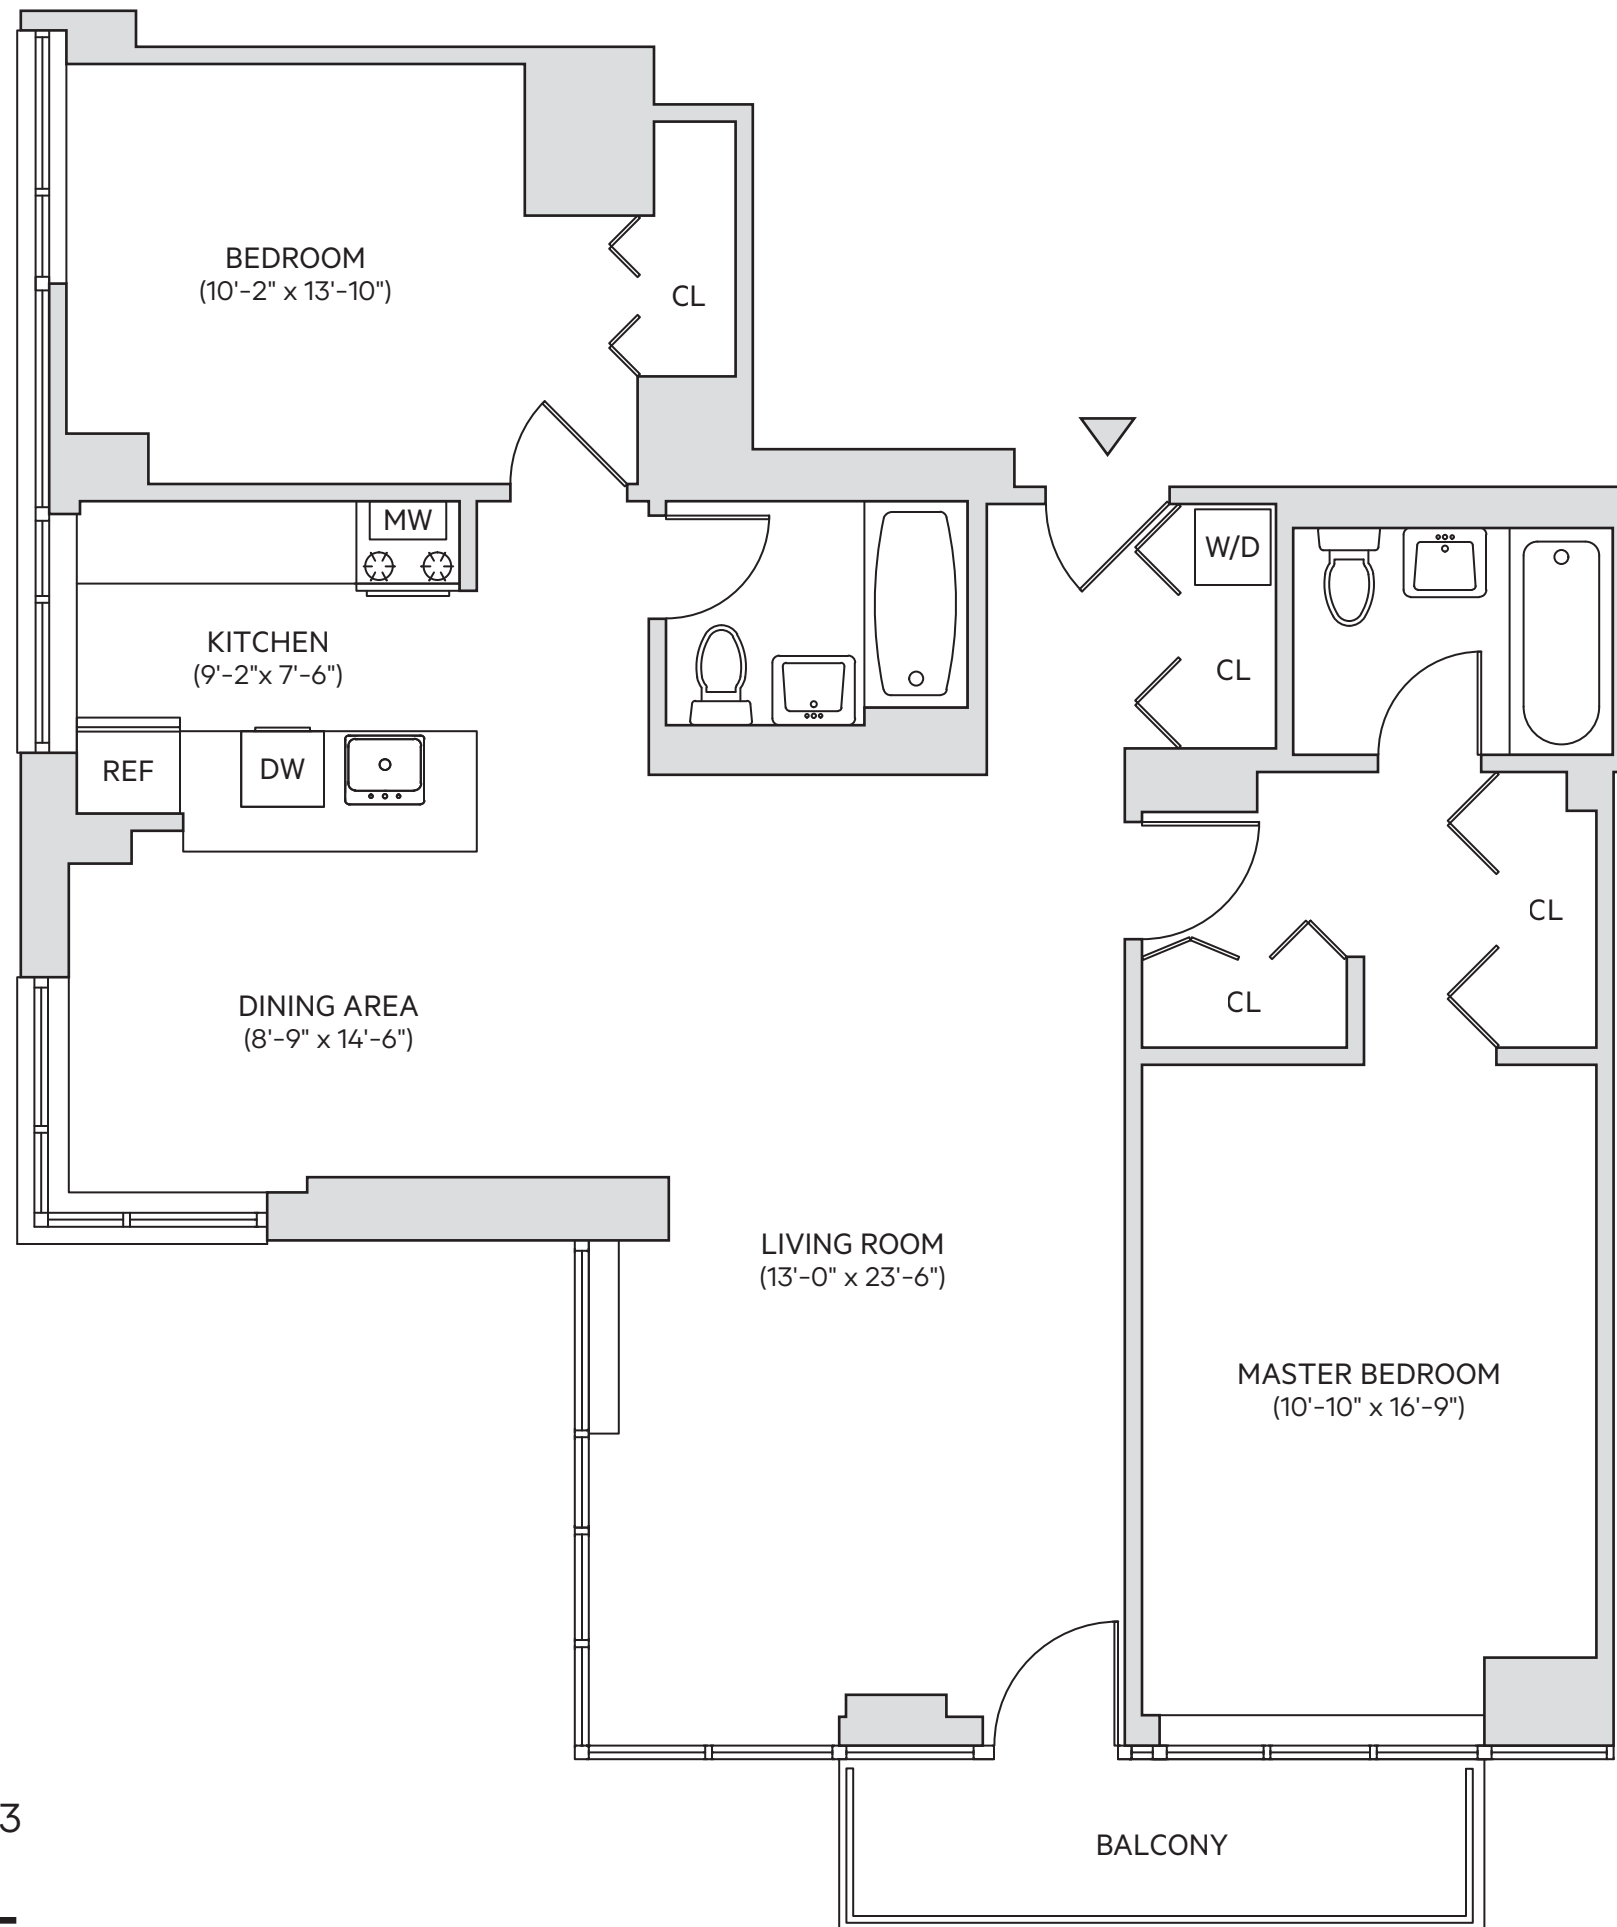 BEDROOM
(10'-2" x 13'-10")
CL
MW
W/D
KITCHEN
(9'-2"x 7'-6")
CL
REF
DW
CL
DINING AREA
(8'-9" x 14'-6")
CL
LIVING ROOM
(13'-0" x 23'-6")
MASTER BEDROOM
(10'-10" x 16'-9")
3
BALCONY